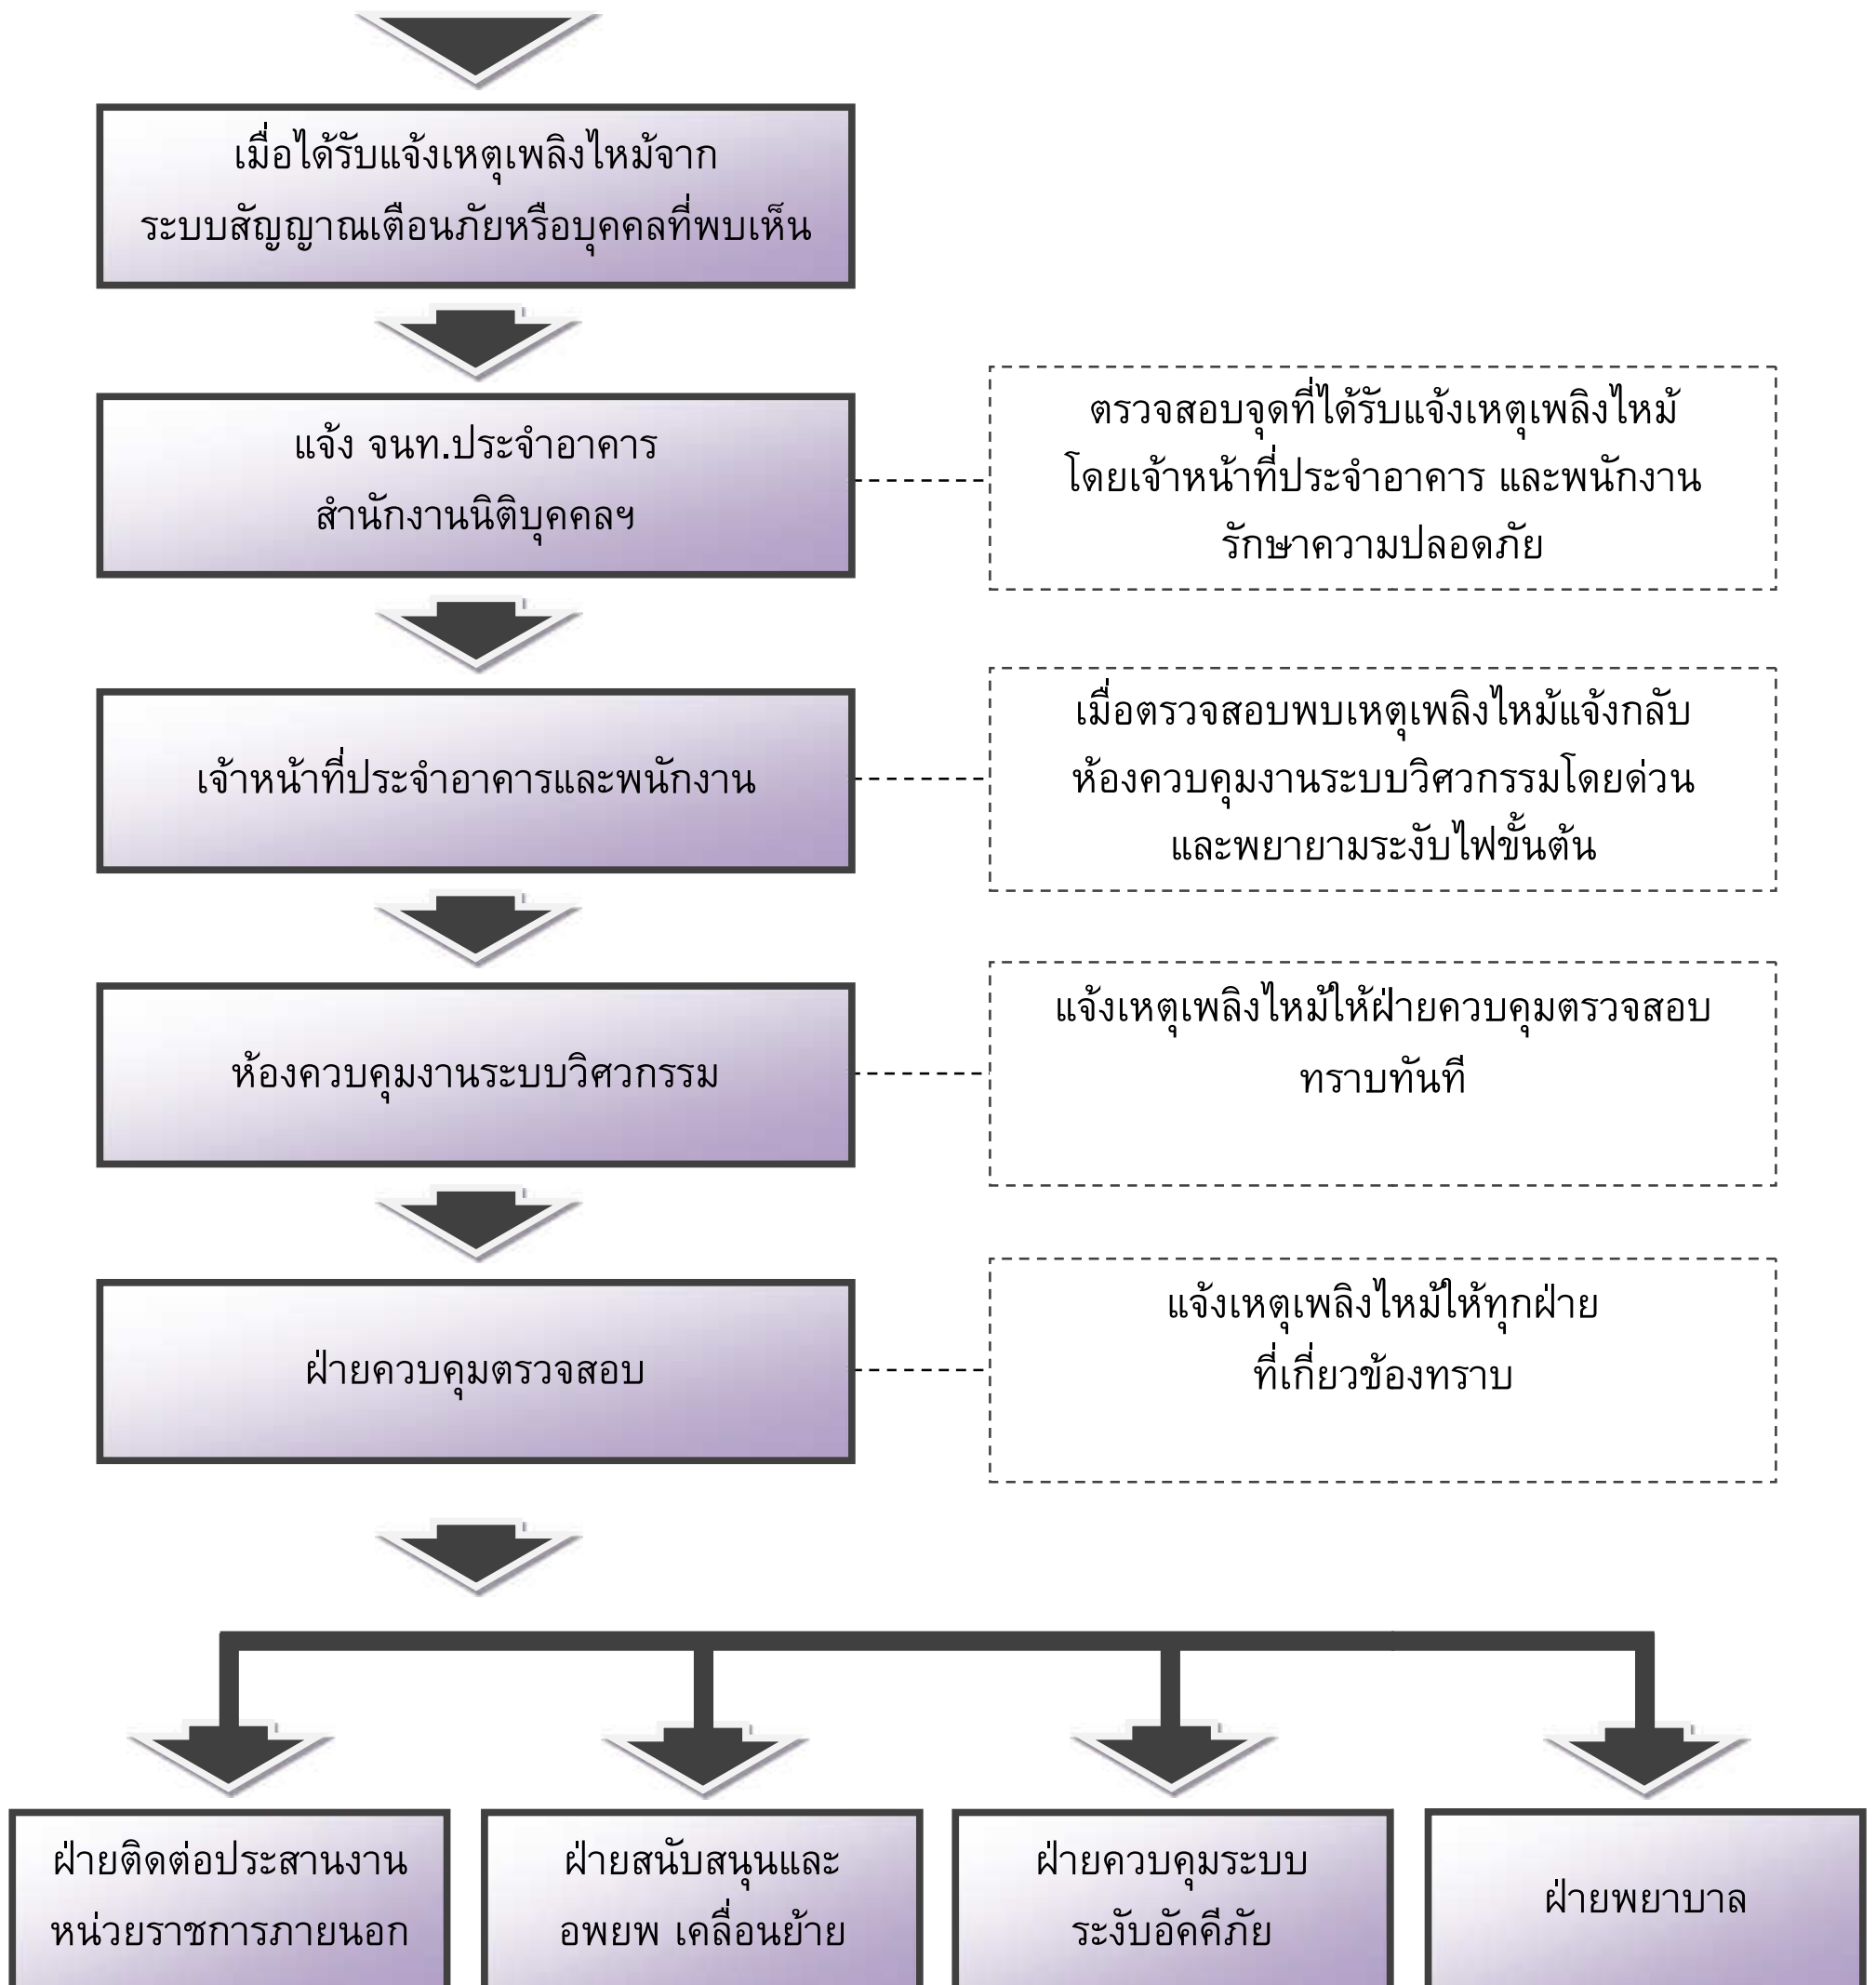 เมื่อได้รับแจ้งเหตุเพลิงไหม้จาก
ระบบสัญญาณเตือนภัยหรือบุคคลที่พบเห็น
แจ้ง จนท.ประจำอาคาร
สำนักงานนิติบุคคลฯ
ตรวจสอบจุดที่ได้รับแจ้งเหตุเพลิงไหม้
โดยเจ้าหน้าที่ประจำอาคาร และพนักงาน
รักษาความปลอดภัย
เจ้าหน้าที่ประจำอาคารและพนักงาน
เมื่อตรวจสอบพบเหตุเพลิงไหม้แจ้งกลับ
ห้องควบคุมงานระบบวิศวกรรมโดยด่วน
และพยายามระงับไฟขั้นต้น
ห้องควบคุมงานระบบวิศวกรรม
แจ้งเหตุเพลิงไหม้ให้ฝ่ายควบคุมตรวจสอบ
ทราบทันที
ฝ่ายควบคุมตรวจสอบ
แจ้งเหตุเพลิงไหม้ให้ทุกฝ่าย
ที่เกี่ยวข้องทราบ
ฝ่ายติดต่อประสานงาน
หน่วยราชการภายนอก
ฝ่ายสนับสนุนและ
อพยพ เคลื่อนย้าย
ฝ่ายควบคุมระบบ
ระงับอัคคีภัย
ฝ่ายพยาบาล